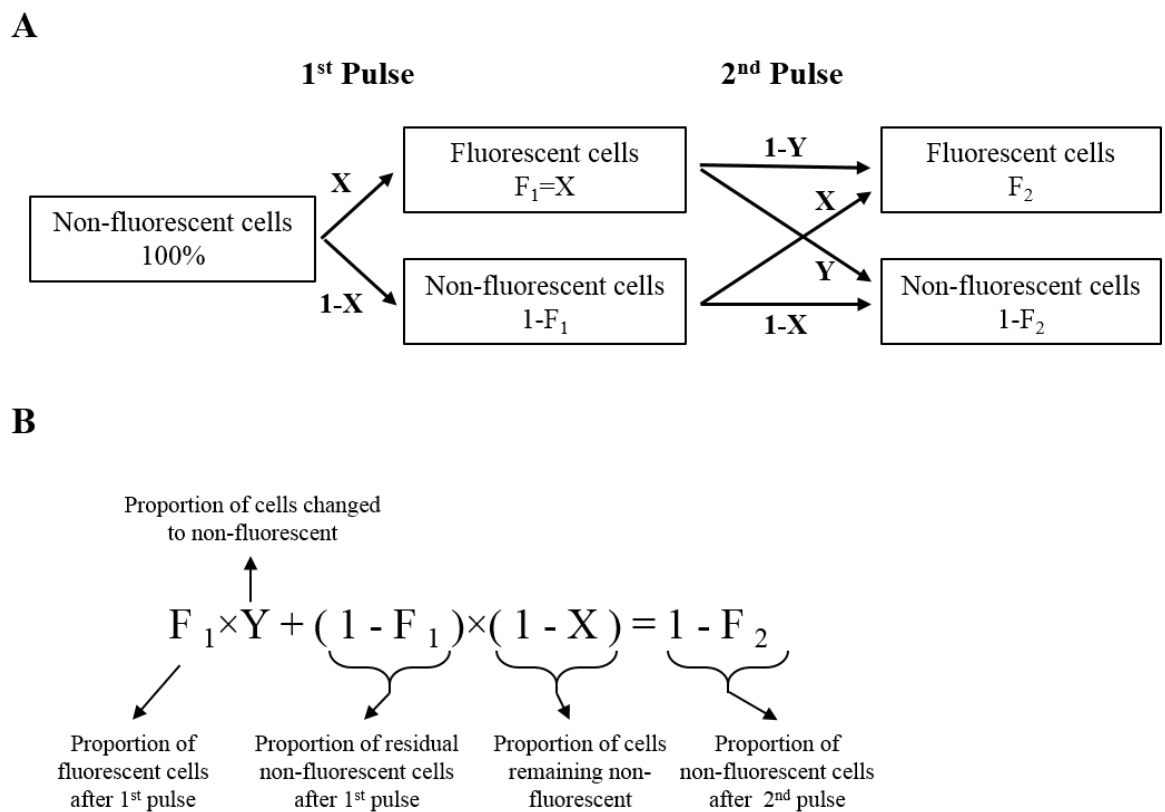 A
1st Pulse
2nd Pulse
Non-fluorescent cells
100%
X
1-X
Fluorescent cells
F1=X
Non-fluorescent cells
1-F1
1-Y
X
Y
1-X
Fluorescent cells
F2
Non-fluorescent cells
1-F2
B
Proportion of cells changed
to non-fluorescent
F 1×Y + ( 1 - F 1 )×( 1 - X ) = 1 - F 2
Proportion of
fluorescent cells
after 1st pulse
Proportion of residual
non-fluorescent cells
after 1st pulse
Proportion of cells
remaining non-
fluorescent
Proportion of
non-fluorescent cells
after 2nd pulse